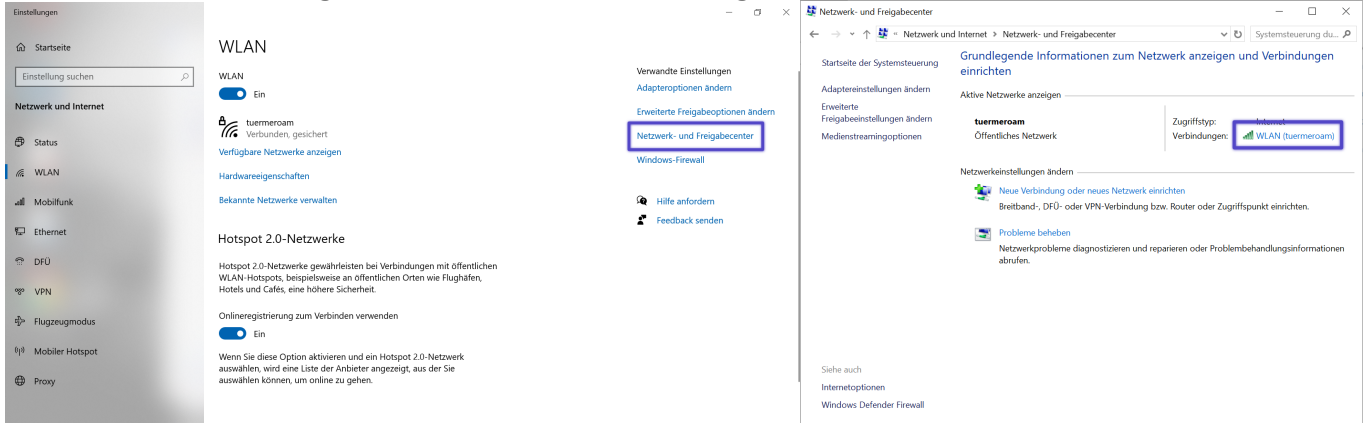 Einstellungen
Startseite
Einstellung suchen
Netzwerk und Internet
Status
WLAN
Mobilfunk
Ethernet
DFÜ
VPN
Flugzeugmodus
Mobiler Hotspot
Proxy
WLAN
WLAN
Ein
tuermeroam
Verbunden, gesichert
Verfügbare Netzwerke anzeigen
Hardwareeigenschaften
Bekannte Netzwerke verwalten
Hotspot 2.0-Netzwerke
Hotspot 2.0-Netzwerke gewährleisten bei Verbindungen mit öffentlichen
WLAN-Hotspots, beispielsweise an öffentlichen Orten wie Flughäfen,
Hotels und Cafés, eine höhere Sicherheit.
Onlineregistrierung zum Verbinden verwenden
Ein
Wenn Sie diese Option aktivieren und ein Hotspot 2.0-Netzwerk
auswählen, wird eine Liste der Anbieter angezeigt, aus der Sie
auswählen können, um online zu gehen.
Verwandte Einstellungen
Adapteroptionen ändern
Erweiterte Freigabeoptionen ändern
Netzwerk- und Freigabecenter
Windows-Firewall
Hilfe anfordern
Feedback senden
Netzwerk- und Freigabecenter
« Netzwerk und Internet > Netzwerk- und Freigabecenter
Systemsteuerung du...
Startseite der Systemsteuerung
Adaptereinstellungen ändern
Erweiterte
Freigabeeinstellungen ändern
Medienstreamingoptionen
Grundlegende Informationen zum Netzwerk anzeigen und Verbindungen
einrichten
Aktive Netzwerke anzeigen
tuermeroam
Öffentliches Netzwerk
Zugriffstyp: Internet
Verbindungen: WLAN (tuermeroam)
Netzwerkeinstellungen ändern
Neue Verbindung oder neues Netzwerk einrichten
Breitband-, DFÜ- oder VPN-Verbindung bzw. Router oder Zugriffspunkt einrichten.
Probleme beheben
Netzwerkprobleme diagnostizieren und reparieren oder Problembehandlungsinformationen
abrufen.
Siehe auch
Internetoptionen
Windows Defender Firewall